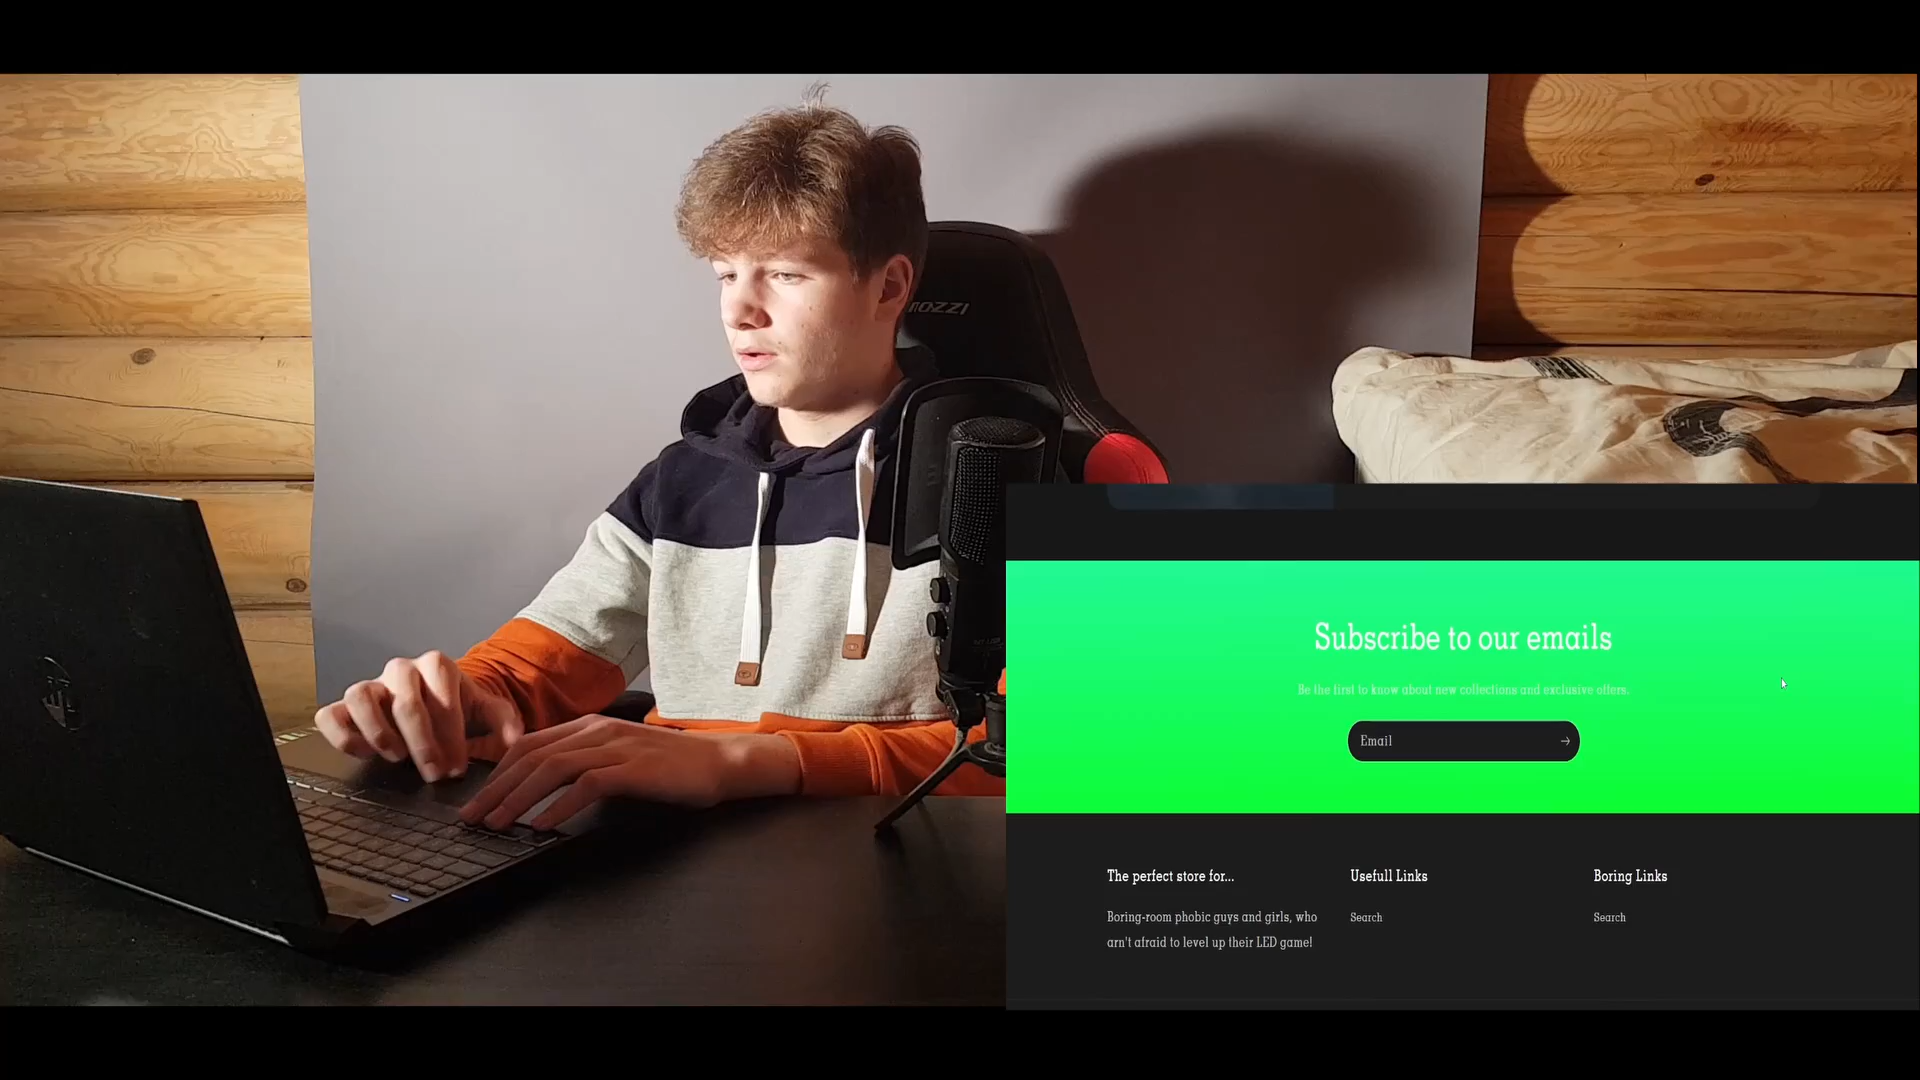 NOZZI
Subscribe to our emails
Be the first to know about new collections and exclusive offers.
Email
The perfect store for...
Boring-room phobic guys and girls, who
arn't afraid to level up their LED game!
Usefull Links
Search
Boring Links
Search